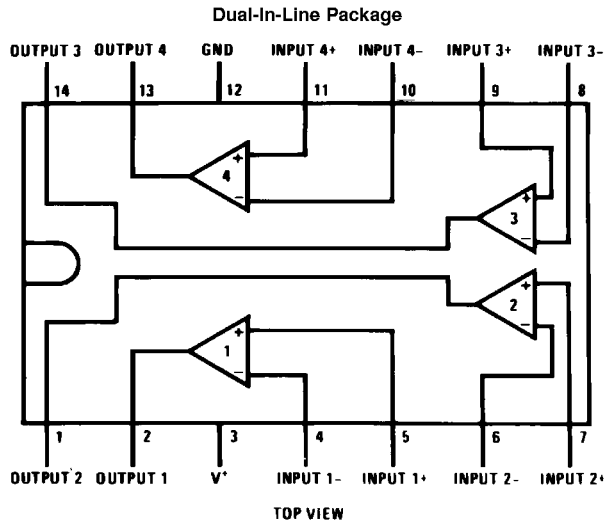 Dual-In-Line Package
OUTPUT 3 OUTPUT 4 GND INPUT 4+ INPUT 4– INPUT 3+ INPUT 3–
14 13 12 11 10 9 8
+
4
–
+
3
–
+
2
–
+
1
–
1 2 3 4 5 6 7
OUTPUT 2 OUTPUT 1 V+ INPUT 1– INPUT 1+ INPUT 2- INPUT 2+
TOP VIEW